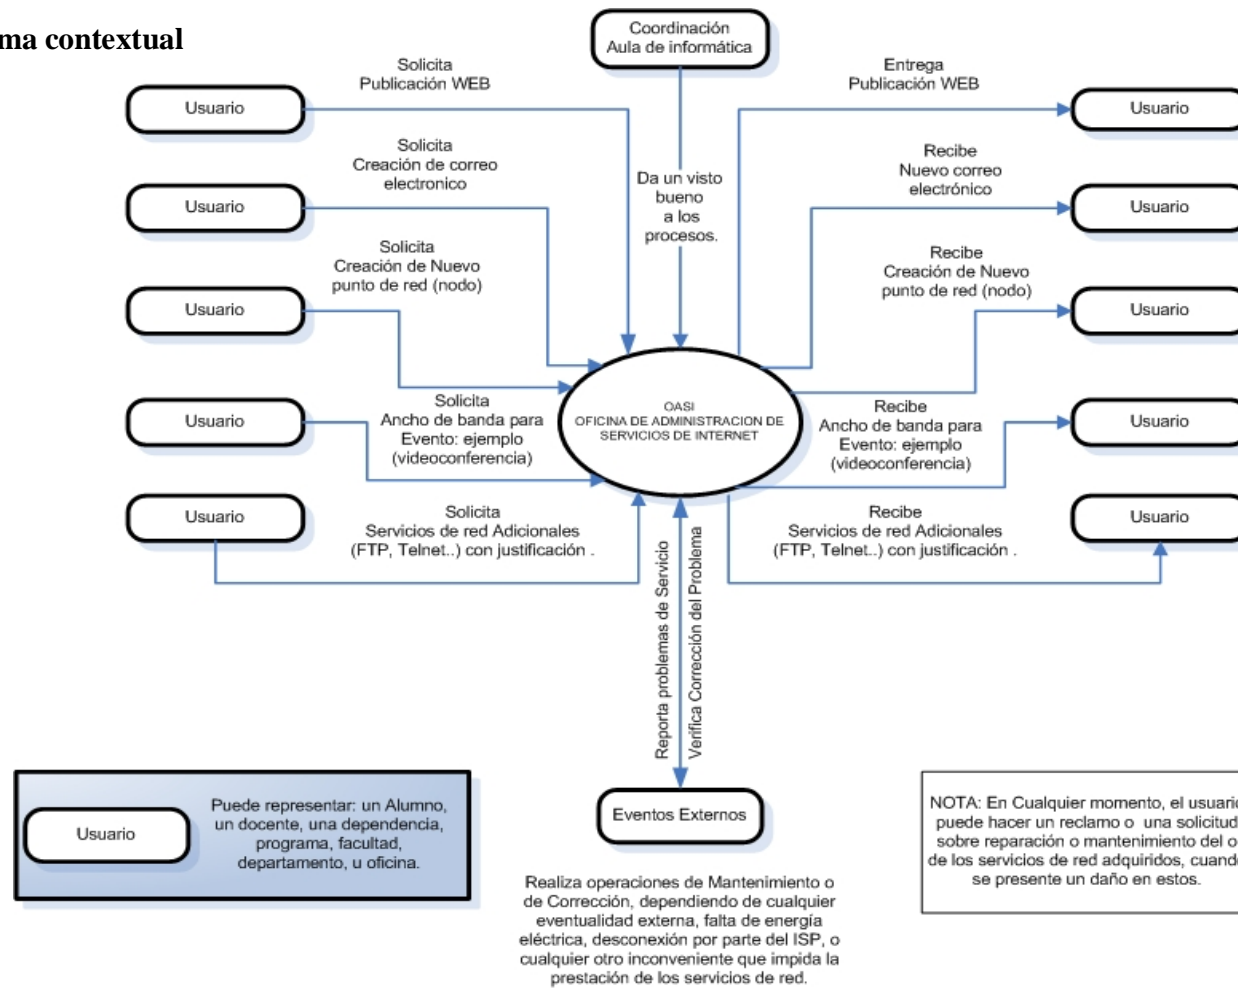 ma contextual
Coordinación
Aula de informática
Solicita
Publicación WEB
Entrega
Publicación WEB
Usuario
Usuario
Solicita
Creación de correo
electronico
Recibe
Nuevo correo
electrónico
Da un visto
bueno
a los
procesos.
Usuario
Usuario
Solicita
Creación de Nuevo
punto de red (nodo)
Recibe
Creación de Nuevo
punto de red (nodo)
Usuario
Usuario
Solicita
Ancho de banda para
Evento: ejemplo
(videoconferencia)
OASI
OFICINA DE ADMINISTRACION DE
SERVICIOS DE INTERNET
Recibe
Ancho de banda para
Evento: ejemplo
(videoconferencia)
Usuario
Usuario
Usuario
Solicita
Servicios de red Adicionales
(FTP, Telnet..) con justificación .
Recibe
Servicios de red Adicionales
(FTP, Telnet..) con justificación .
Usuario
Reporta problemas de Servicio
Verifica Corrección del Problema
Usuario
Puede representar: un Alumno,
un docente, una dependencia,
programa, facultad,
departamento, u oficina.
Eventos Externos
Realiza operaciones de Mantenimiento o
de Corrección, dependiendo de cualquier
eventualidad externa, falta de energía
eléctrica, desconexión por parte del ISP, o
cualquier otro inconveniente que impida la
prestación de los servicios de red.
NOTA: En Cualquier momento, el usuario
puede hacer un reclamo o una solicitud
sobre reparación o mantenimiento del o
de los servicios de red adquiridos, cuando
se presente un daño en estos.